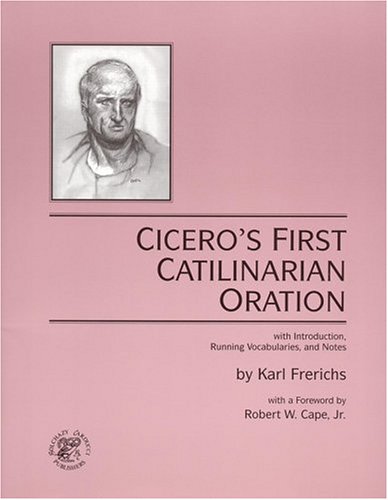 CICERO'S FIRST
CATILINARIAN
ORATION
with Introduction,
Running Vocabularies, and Notes
by Karl Frerichs
with a Foreword by
Robert W. Cape, Jr.
BOLCHAZY CARDUCCI
PUBLISHERS